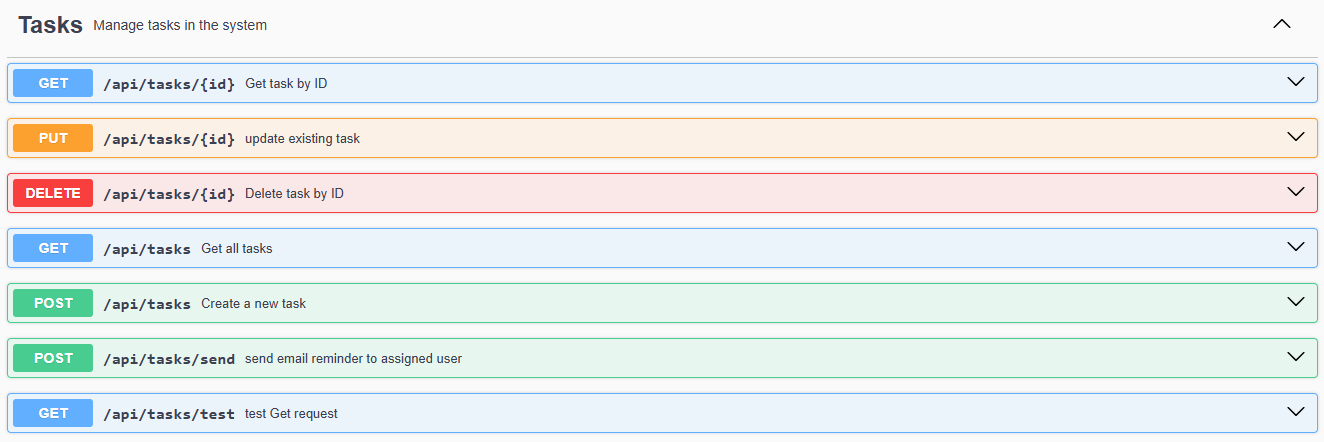 Tasks Manage tasks in the system
GET /api/tasks/{id} Get task by ID
PUT /api/tasks/{id} update existing task
DELETE /api/tasks/{id} Delete task by ID
GET /api/tasks Get all tasks
POST /api/tasks Create a new task
POST /api/tasks/send send email reminder to assigned user
GET /api/tasks/test test Get request